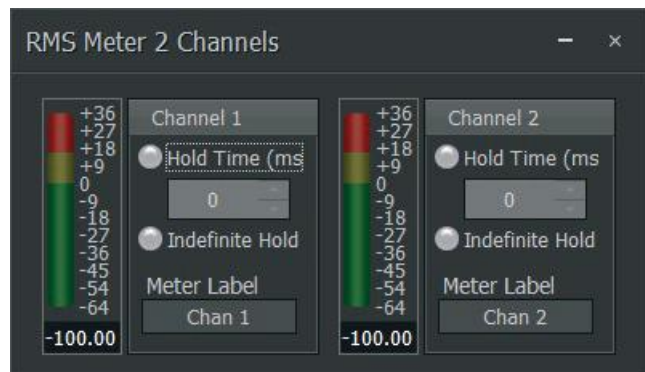 RMS Meter 2 Channels
+36
+27
+18
+9
0
-9
-18
-27
-36
-45
-54
-64
-100.00
Channel 1
Hold Time (ms
0
Indefinite Hold
Meter Label
Chan 1
+36
+27
+18
+9
0
-9
-18
-27
-36
-45
-54
-64
-100.00
Channel 2
Hold Time (ms
0
Indefinite Hold
Meter Label
Chan 2